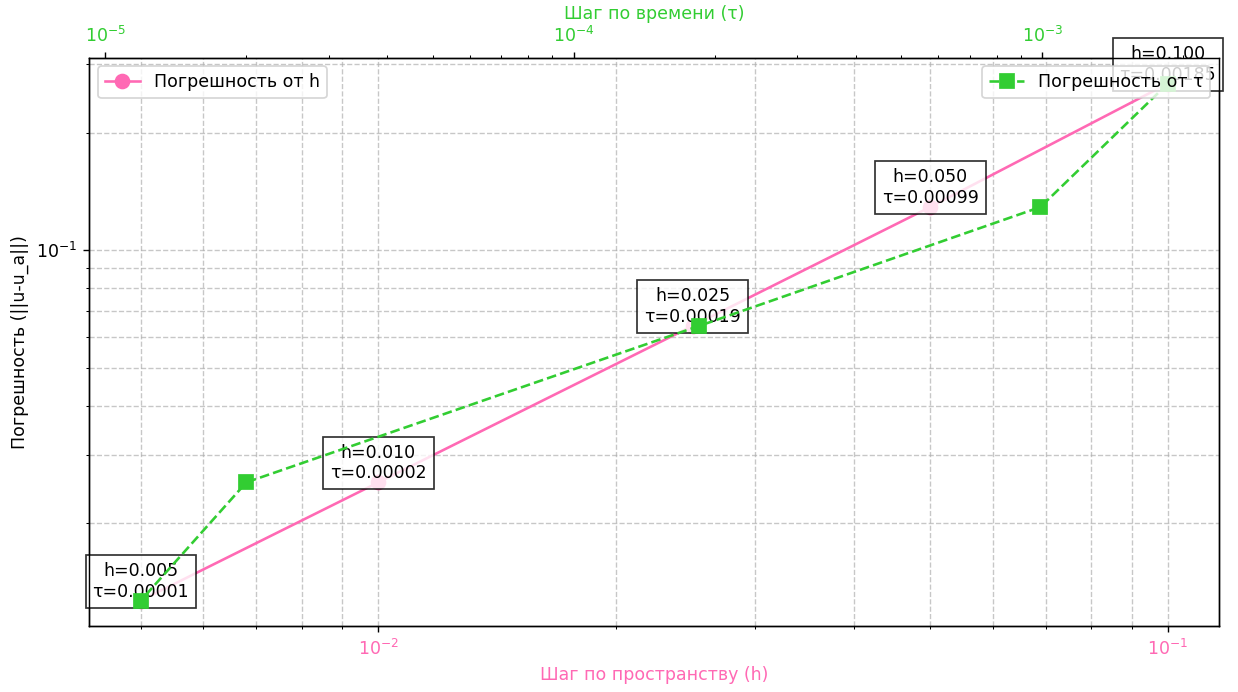 Шаг по времени (τ)
10⁻⁵
10⁻⁴
10⁻³
Погрешность от h
Погрешность от τ
h=0.100
τ=0.00185
h=0.050
τ=0.00099
10⁻¹
h=0.025
τ=0.00019
h=0.010
τ=0.00002
h=0.005
τ=0.00001
Погрешность (||u-u_a||)
10⁻²
10⁻¹
Шаг по пространству (h)